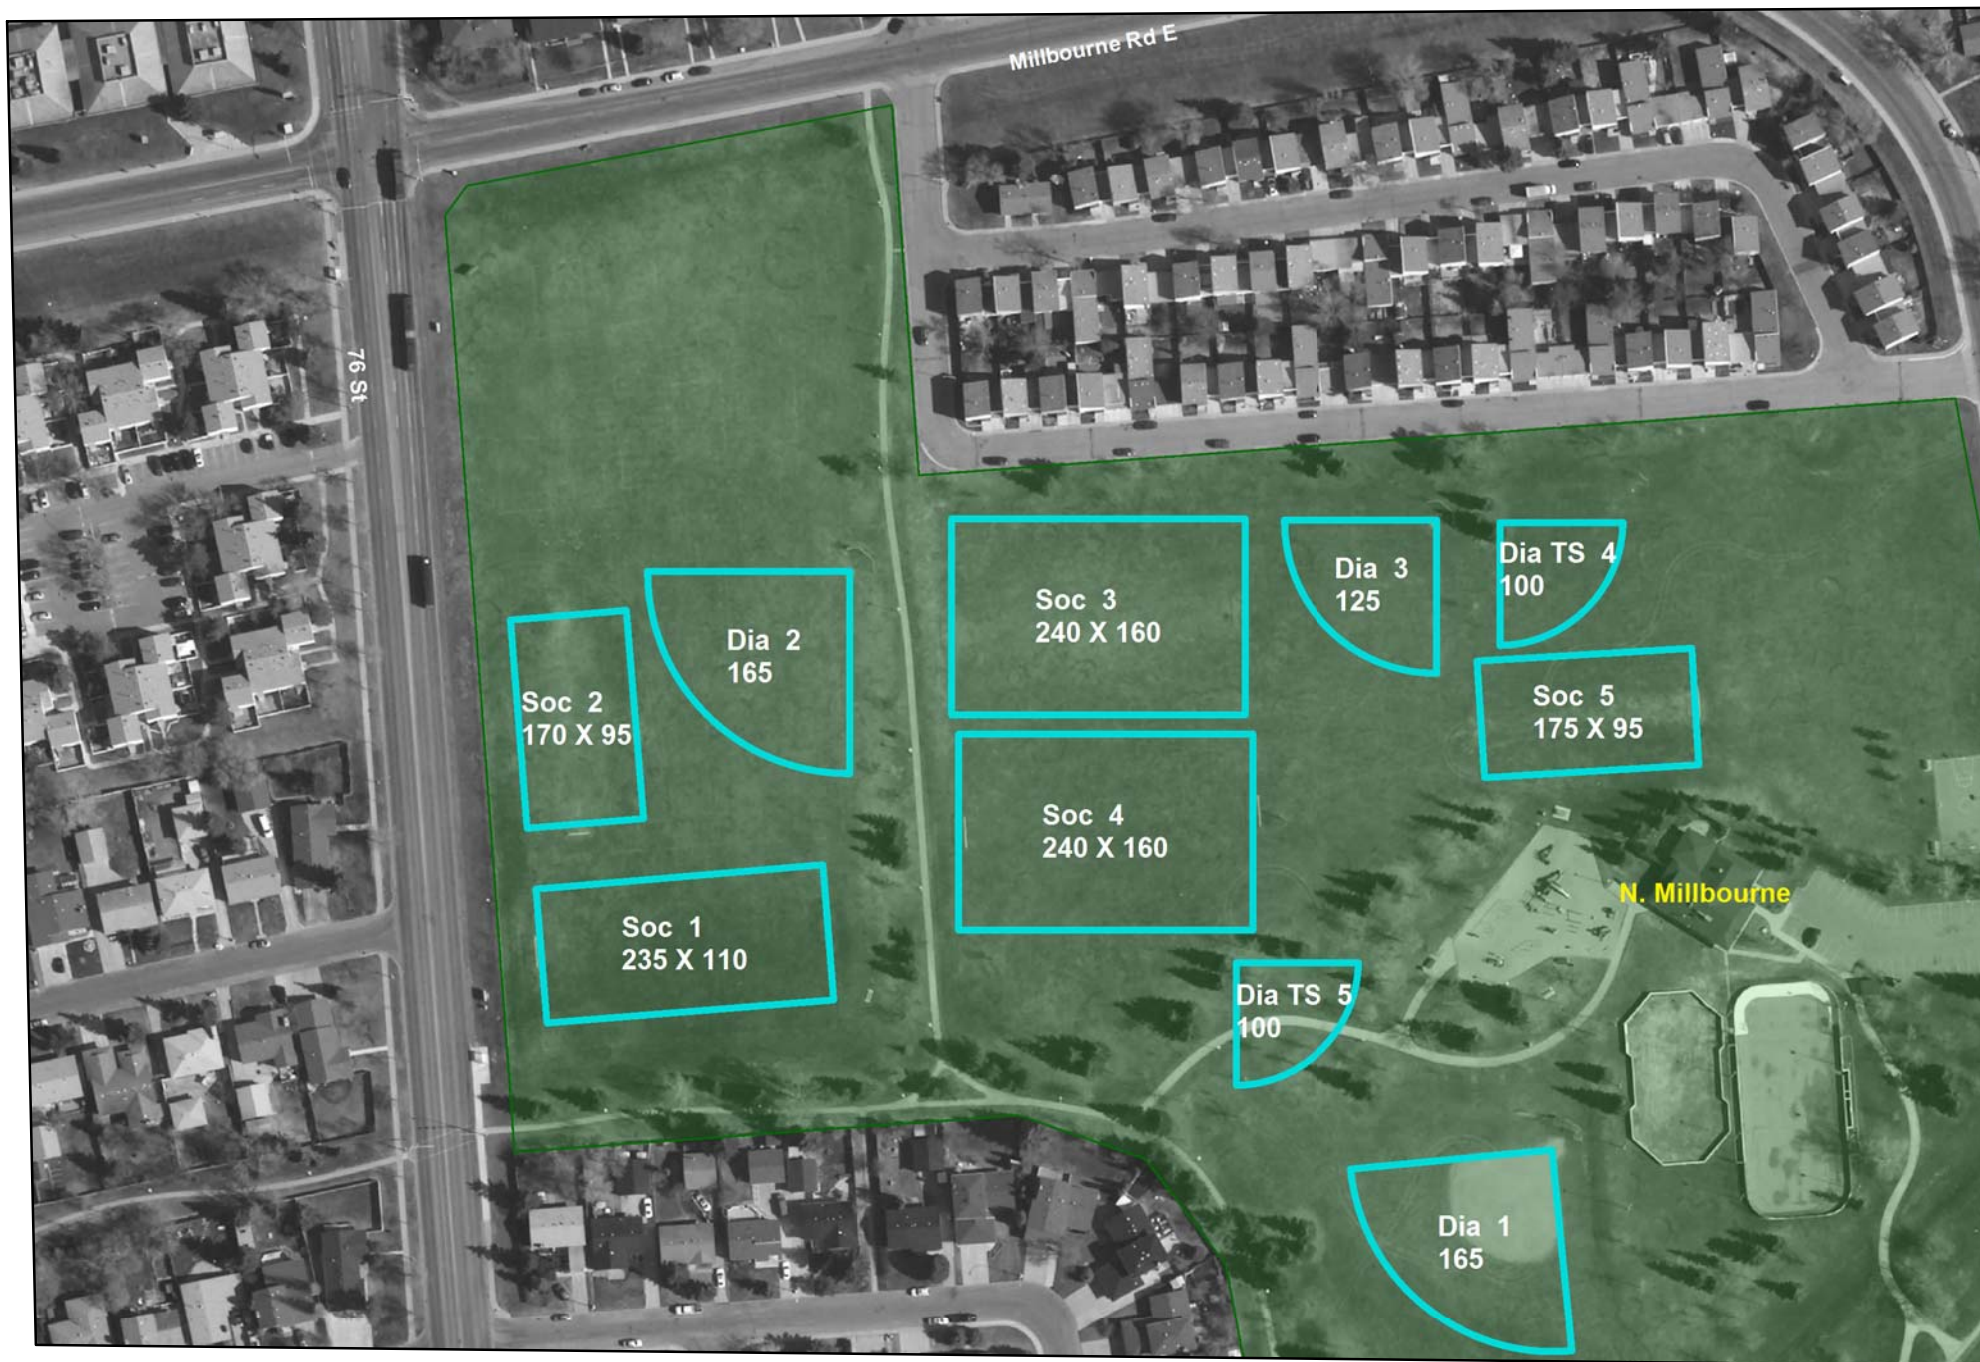 Millbourne Rd E
76 St
Dia TS  4
100
Dia  3
125
Soc  3
240 X 160
Dia  2
165
Soc  2
170 X 95
Soc  5
175 X 95
Soc  4
240 X 160
N. Millbourne
Soc  1
235 X 110
Dia TS  5
100
Dia  1
165